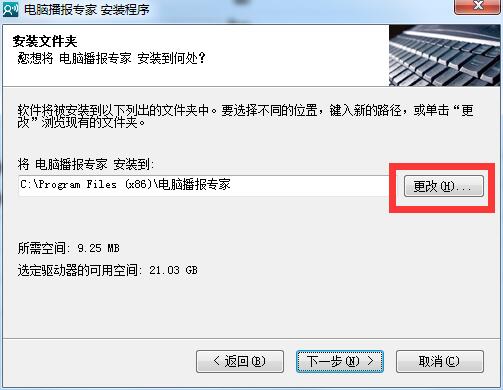 电脑播报专家 安装程序
安装文件夹
您想将 电脑播报专家 安装到何处?
软件将被安装到以下列出的文件夹中。要选择不同的位置，键入新的路径，或单击“更
改”浏览现有的文件夹。
将 电脑播报专家 安装到:
C:\Program Files (x86)\电脑播报专家
更改(H)...
所需空间: 9.25 MB
选定驱动器的可用空间: 21.03 GB
< 返回(B)
下一步(N) >
取消(C)